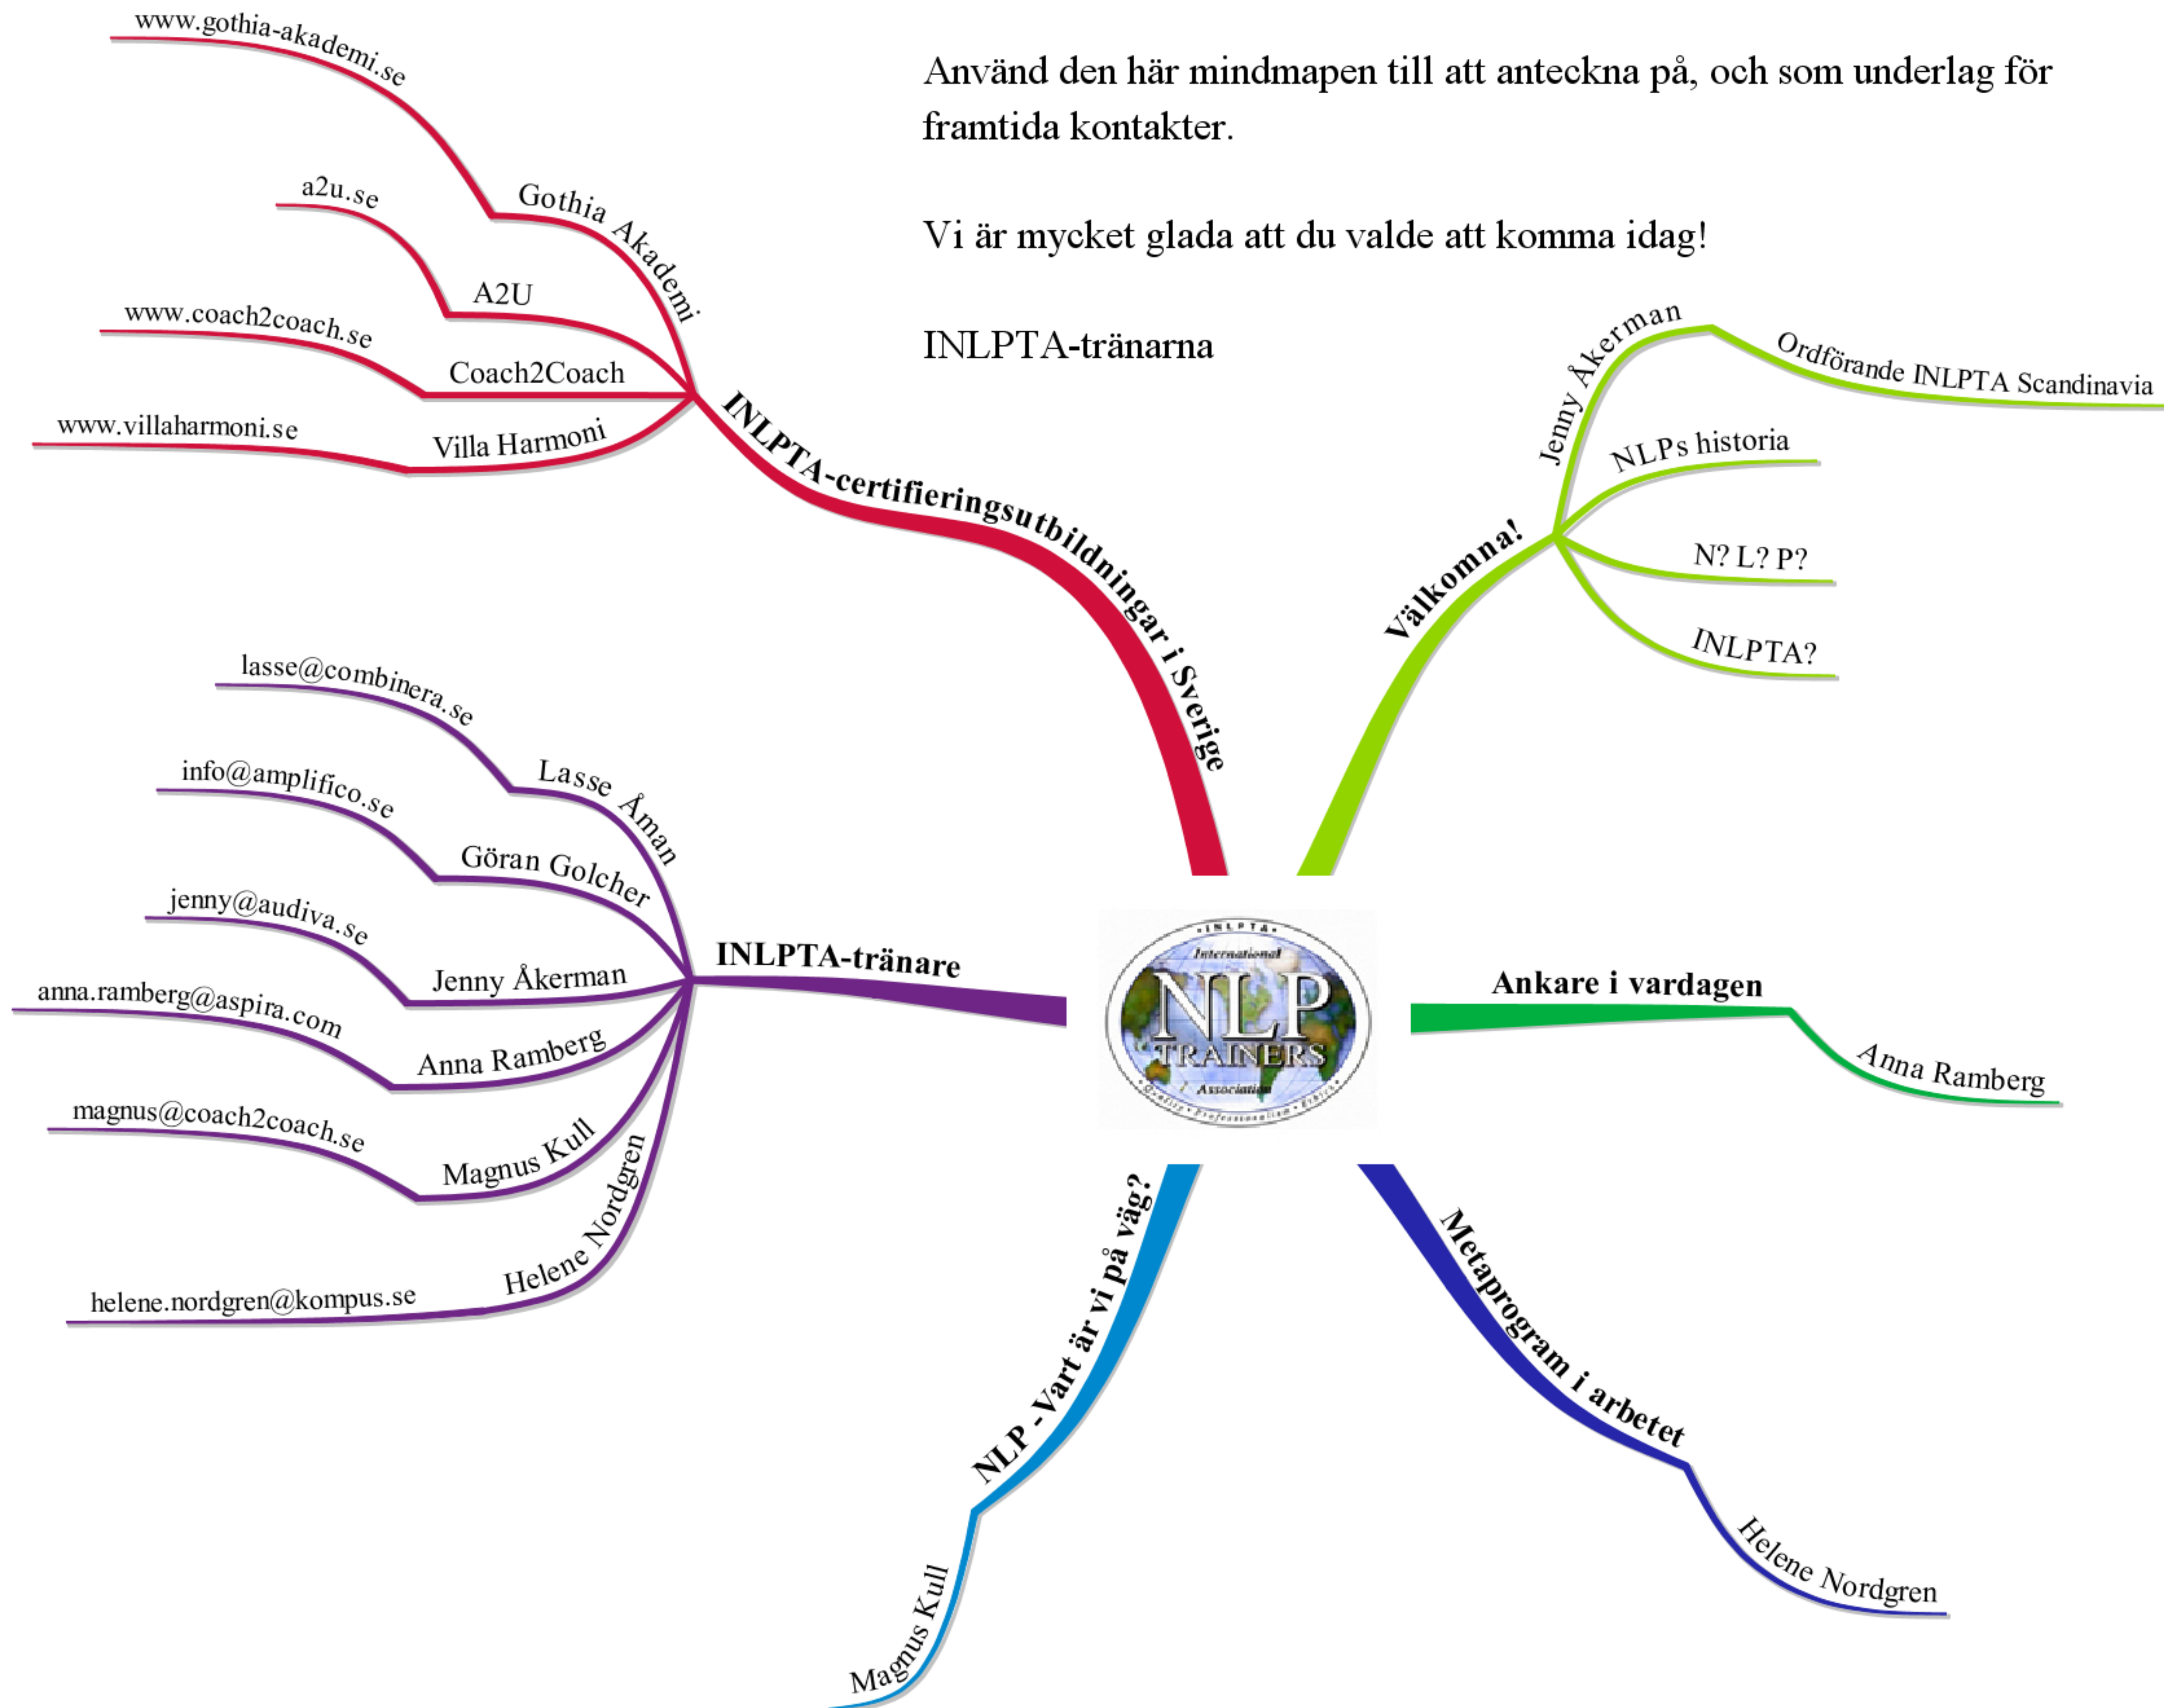 Använd den här mindmapen till att anteckna på, och som underlag för
framtida kontakter.
Vi är mycket glada att du valde att komma idag!
INLPTA-tränarna
Välkomna!
Jenny Åkerman
Ordförande INLPTA Scandinavia
NLPs historia
N? L? P?
INLPTA?
Ankare i vardagen
Anna Ramberg
Metaprogram i arbetet
Helene Nordgren
NLP -Vart är vi på väg?
Magnus Kull
INLPTA-tränare
Lasse Åman
lasse@combinera.se
Göran Golcher
info@amplifico.se
Jenny Åkerman
jenny@audiva.se
Anna Ramberg
anna.ramberg@aspira.com
Magnus Kull
magnus@coach2coach.se
Helene Nordgren
helene.nordgren@kompus.se
INLPTA-certifieringsutbildningar i Sverige
Gothia Akademi
www.gothia-akademi.se
A2U
a2u.se
Coach2Coach
www.coach2coach.se
Villa Harmoni
www.villaharmoni.se
•INLPTA•
International
NLP
TRAINERS
Association
Quality • Professionalism • Ethics